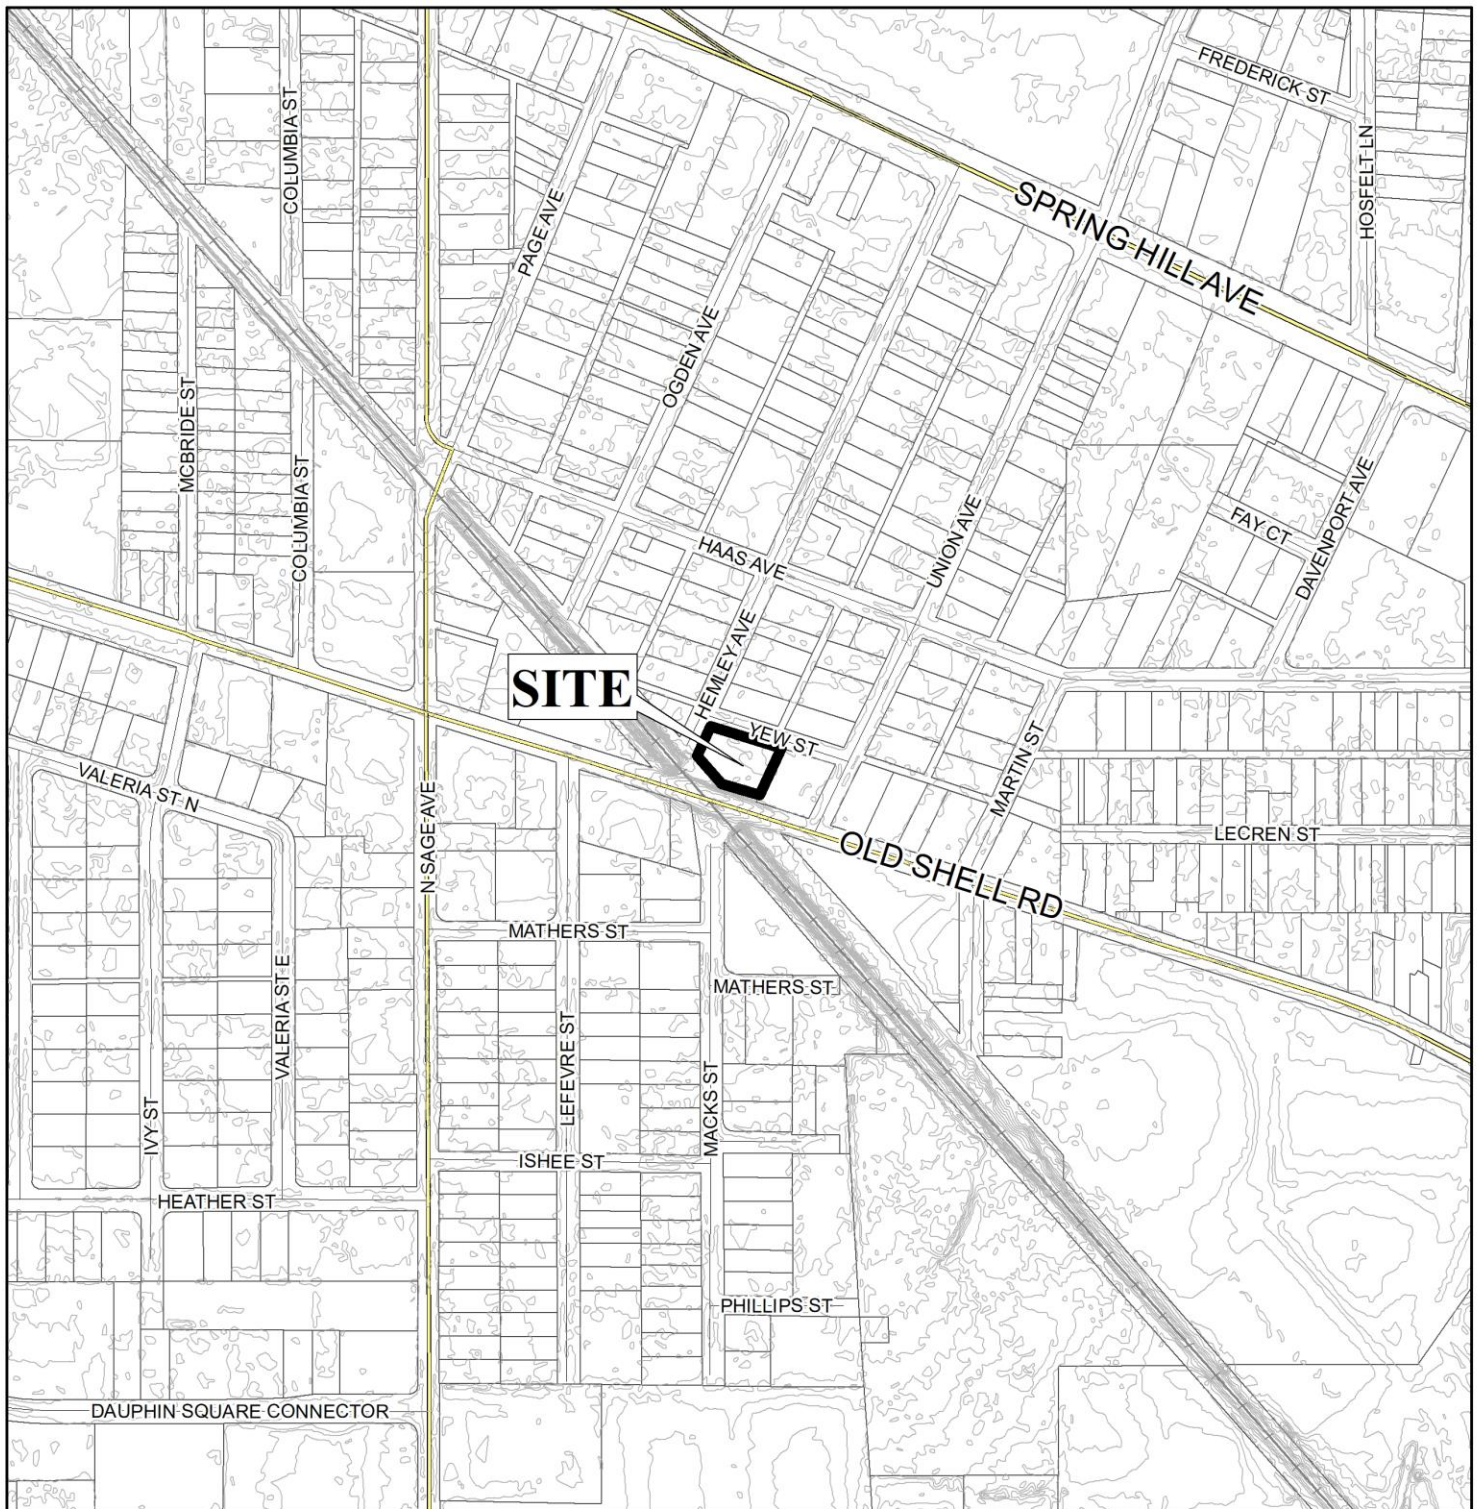 FREDERICK ST
COLUMBIA ST
HOSFELT LN
PAGE AVE
SPRING HILL AVE
OGDEN AVE
MCBRIDE ST
COLUMBIA ST
UNION AVE
FAY CT
DAVENPORT AVE
HAAS AVE
HEMLEY AVE
SITE
YEW ST
MARTIN ST
VALERIA ST N
N SAGE AVE
LECREN ST
OLD SHELL RD
MATHERS ST
MATHERS ST
VALERIA ST E
LEFEVRE ST
MACKS ST
IVY ST
ISHEE ST
HEATHER ST
PHILLIPS ST
DAUPHIN SQUARE CONNECTOR